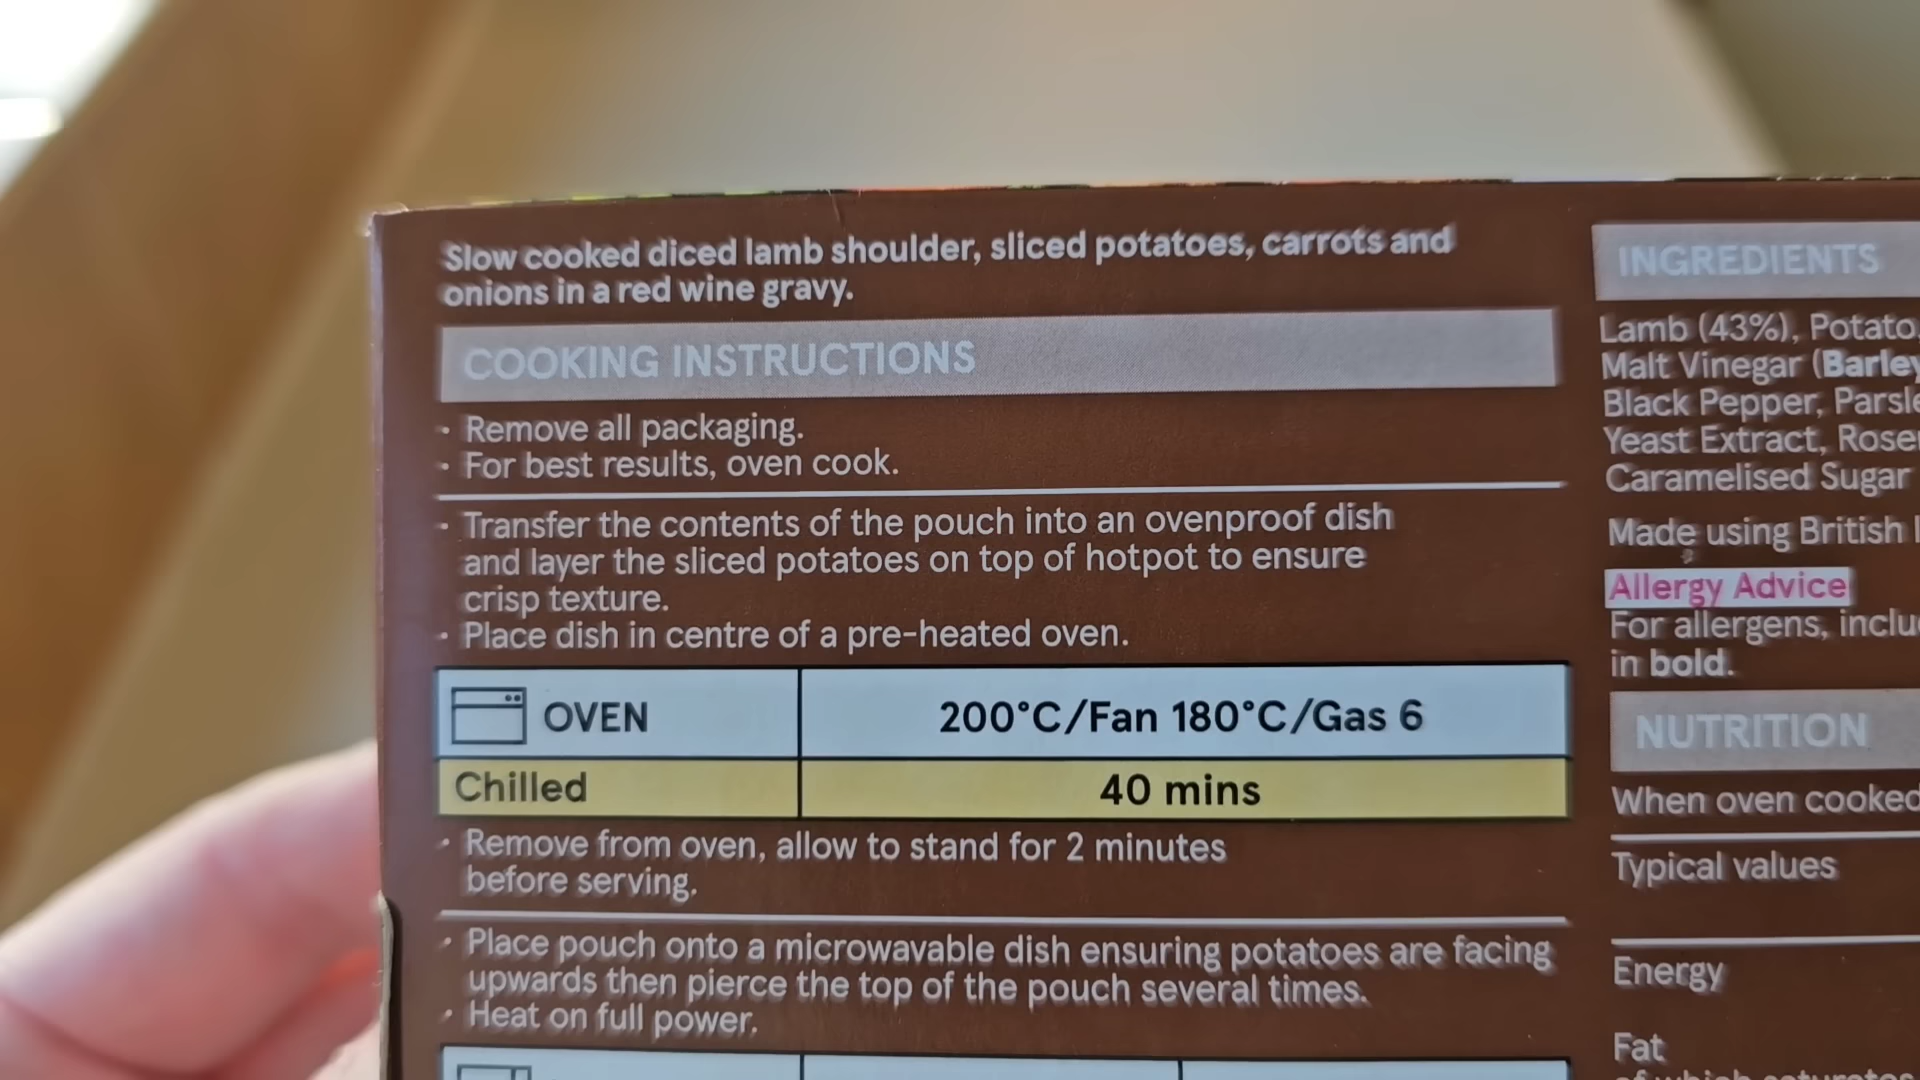 Slow cooked diced lamb shoulder, sliced potatoes, carrots and
onions in a red wine gravy.
COOKING INSTRUCTIONS
· Remove all packaging.
· For best results, oven cook.
· Transfer the contents of the pouch into an ovenproof dish
and layer the sliced potatoes on top of hotpot to ensure
crisp texture.
· Place dish in centre of a pre-heated oven.
OVEN 200°C/Fan 180°C/Gas 6
Chilled 40 mins
· Remove from oven, allow to stand for 2 minutes
before serving.
· Place pouch onto a microwavable dish ensuring potatoes are facing
upwards then pierce the top of the pouch several times.
· Heat on full power.
INGREDIENTS
Lamb (43%), Potato,
Malt Vinegar (Barley
Black Pepper,
Yeast Extract,
Caramelised Sugar
Made using British
Allergy Advice
For allergens,
in bold.
NUTRITION
When oven cooked
Typical values
Energy
Fat
of which saturates